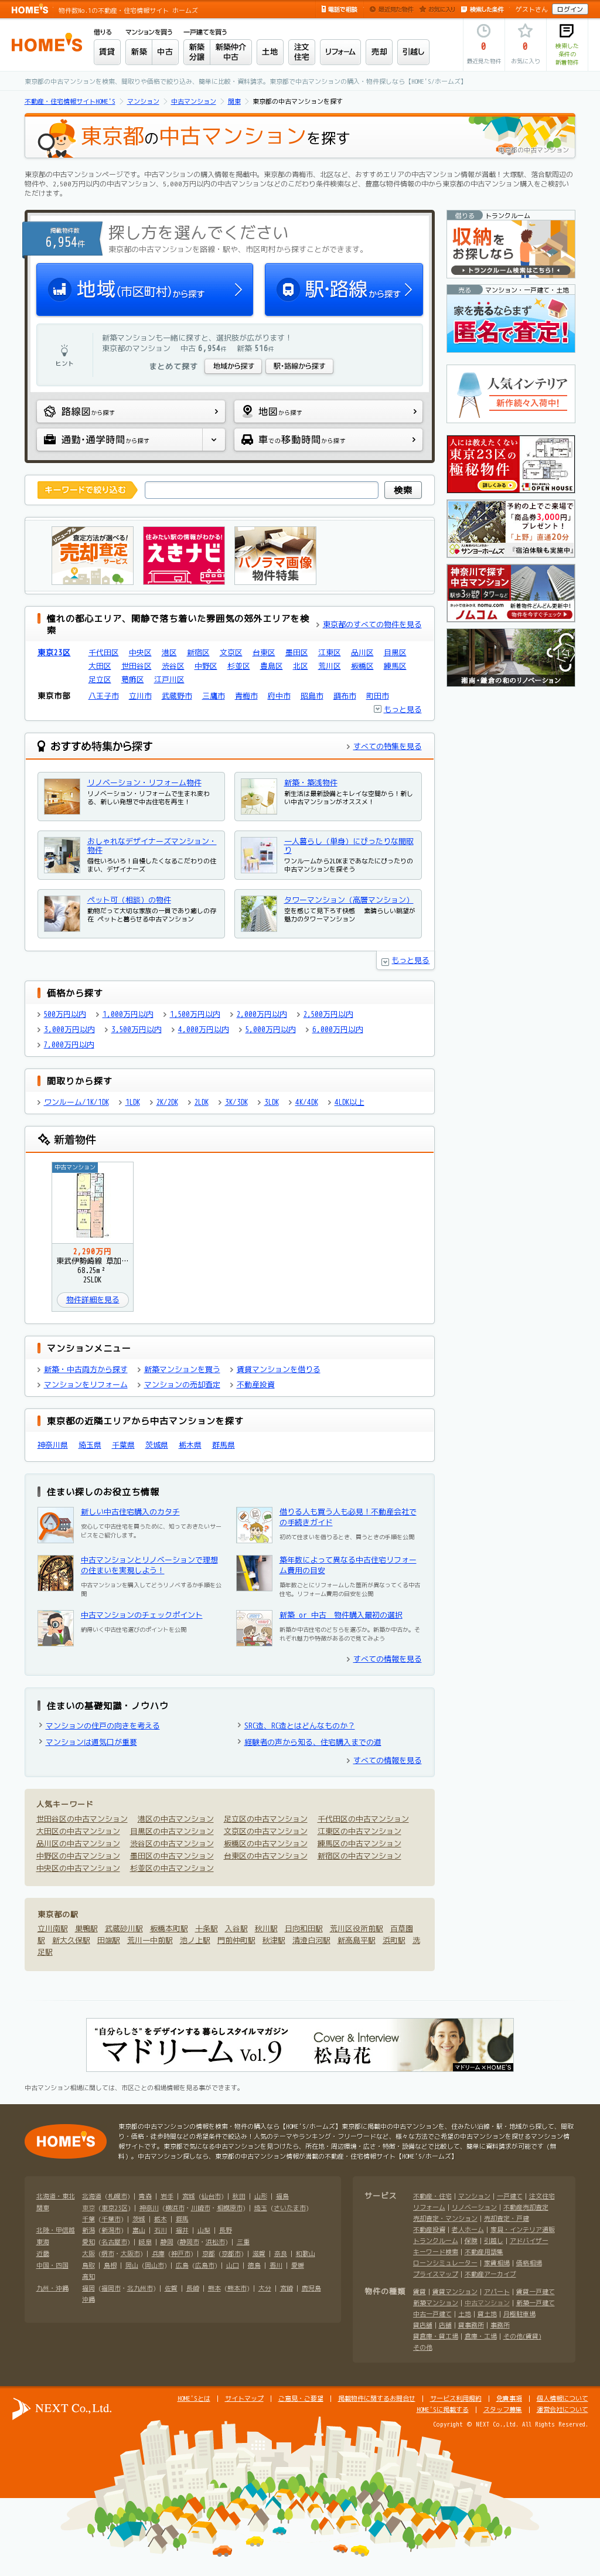 HOME'S 物件数No.1の不動産・住宅情報サイト ホームズ
電話で相談 最近見た物件 お気に入り 検索した条件 ゲストさん ログイン
HOME'S
借りる マンションを買う 一戸建てを買う
賃貸 新築 中古 新築分譲 新築仲介中古 土地 注文住宅 リフォーム 売却 引越し
0 最近見た物件 0 お気に入り 検索した条件の新着物件
東京都の中古マンションを検索、間取りや価格で絞り込み、簡単に比較・資料請求。東京都で中古マンションの購入・物件探しなら【HOME'S/ホームズ】
不動産・住宅情報サイトHOME'S > マンション > 中古マンション > 関東 > 東京都の中古マンションを探す
東京都の中古マンションを探す
東京都の中古マンション
東京都の中古マンションページです。中古マンションの購入情報を掲載中。東京都の青梅市、北区など、おすすめエリアの中古マンション情報が満載！大塚駅、落合駅周辺の物件や、2,500万円以内の中古マンション、5,000万円以内の中古マンションなどのこだわり条件検索など、豊富な物件情報の中から東京都の中古マンション購入をご検討いただけます。
掲載物件数
6,954件
探し方を選んでください
東京都の中古マンションを路線・駅や、市区町村から探すことができます。
地域(市区町村)から探す
駅・路線から探す
ヒント
新築マンションも一緒に探すと、選択肢が広がります！
東京都のマンション 中古 6,954件 新築 516件
まとめて探す 地域から探す 駅・路線から探す
路線図から探す
地図から探す
通勤・通学時間から探す
車での移動時間から探す
キーワードで絞り込む 検索
リニューアル 査定方法が選べる！ 売却査定サービス
住みたい駅の情報がわかる！ えきナビ
パノラマ画像物件特集
憧れの都心エリア、閑静で落ち着いた雰囲気の郊外エリアを検索
東京都のすべての物件を見る
東京23区 千代田区 中央区 港区 新宿区 文京区 台東区 墨田区 江東区 品川区 目黒区
大田区 世田谷区 渋谷区 中野区 杉並区 豊島区 北区 荒川区 板橋区 練馬区
足立区 葛飾区 江戸川区
東京市部 八王子市 立川市 武蔵野市 三鷹市 青梅市 府中市 昭島市 調布市 町田市
もっと見る
おすすめ特集から探す
すべての特集を見る
リノベーション・リフォーム物件
リノベーション・リフォームで生まれ変わる、新しい発想で中古住宅を再生！
新築・築浅物件
新生活は最新設備とキレイな空間から！新しい中古マンションがオススメ！
おしゃれなデザイナーズマンション・物件
個性いろいろ！自慢したくなるこだわりの住まい、デザイナーズ
一人暮らし（単身）にぴったりな間取り
ワンルームから2LDKまであなたにぴったりの中古マンションを探そう
ペット可（相談）の物件
動物だって大切な家族の一員であり癒しの存在 ペットと暮らせる中古マンション
タワーマンション（高層マンション）
空を感じて見下ろす快感 素晴らしい眺望が魅力のタワーマンション
もっと見る
価格から探す
500万円以内 1,000万円以内 1,500万円以内 2,000万円以内 2,500万円以内
3,000万円以内 3,500万円以内 4,000万円以内 5,000万円以内 6,000万円以内
7,000万円以内
間取りから探す
ワンルーム/1K/1DK 1LDK 2K/2DK 2LDK 3K/3DK 3LDK 4K/4DK 4LDK以上
新着物件
中古マンション
2,290万円
東武伊勢崎線 草加…
68.25m²
2SLDK
物件詳細を見る
マンションメニュー
新築・中古両方から探す 新築マンションを買う 賃貸マンションを借りる
マンションをリフォーム マンションの売却査定 不動産投資
東京都の近隣エリアから中古マンションを探す
神奈川県 埼玉県 千葉県 茨城県 栃木県 群馬県
住まい探しのお役立ち情報
新しい中古住宅購入のカタチ
安心して中古住宅を買うために、知っておきたいサービスをご紹介します。
借りる人も買う人も必見！不動産会社での手続きガイド
初めて住まいを借りるとき、買うときの手順を公開
中古マンションとリノベーションで理想の住まいを実現しよう！
中古マンションを購入してどうリノベするか手順を公開
築年数によって異なる中古住宅リフォーム費用の目安
築年数ごとにリフォームした箇所が異なってくる中古住宅。リフォーム費用の目安を公開
中古マンションのチェックポイント
納得いく中古住宅選びのポイントを公開
新築 or 中古 物件購入最初の選択
新築か中古住宅のどちらを選ぶか。新築か中古か。それぞれ魅力や特徴があるので見てみよう
すべての情報を見る
住まいの基礎知識・ノウハウ
マンションの住戸の向きを考える
SRC造、RC造とはどんなものか？
マンションは通気口が重要
経験者の声から知る、住宅購入までの道
すべての情報を見る
人気キーワード
世田谷区の中古マンション 港区の中古マンション 足立区の中古マンション 千代田区の中古マンション
大田区の中古マンション 目黒区の中古マンション 文京区の中古マンション 江東区の中古マンション
品川区の中古マンション 渋谷区の中古マンション 板橋区の中古マンション 練馬区の中古マンション
中野区の中古マンション 墨田区の中古マンション 台東区の中古マンション 新宿区の中古マンション
中央区の中古マンション 杉並区の中古マンション
東京都の駅
立川南駅 東鴨駅 武蔵砂川駅 板橋本町駅 十条駅 入谷駅 秋川駅 日向和田駅 荒川区役所前駅 百草園駅 新大久保駅 田端駅 荒川一中前駅 池ノ上駅 門前仲町駅 秋津駅 清澄白河駅 新高島平駅 浜町駅 洗足駅
借りる トランクルーム
収納をお探しなら
トランクルーム検索はこちら！
売る マンション・一戸建て・土地
家を売るならまず匿名で査定！
人気インテリア
新作続々入荷中！
人には教えたくない東京23区の極秘物件
詳しくみる OPEN HOUSE
予約の上でご来場で「商品券3,000円」プレゼント！
「上野」直通20分
サンヨーホームズ 『宿泊体験も実施中』
神奈川で探す中古マンション
駅歩3分 タワーなど
ネットで住みかえ nomu.com 新着物件どんどん更新中！
ノムコム 物件を今すぐチェック
湘南・鎌倉の和のリノベーション
"自分らしさ"をデザインする暮らしスタイルマガジン
マドリーム Vol.9
Cover & Interview
松島花
マドリーム×HOME'S
中古マンション相場に関しては、市区ごとの相場情報を見る事ができます。
HOME'S
東京都の中古マンションの情報を検索・物件の購入なら【HOME'S/ホームズ】東京都に掲載中の中古マンションを、住みたい沿線・駅・地域から探して、間取り・価格・徒歩時間などの希望条件で絞込み！人気のテーマやランキング・フリーワードなど、様々な方法でご希望の中古マンションを探せるマンション情報サイトです。東京都で気になる中古マンションを見つけたら、所在地・周辺環境・広さ・特徴・設備などで比較して、簡単に資料請求が可能です（無料）。中古マンション探しなら、東京都の中古マンション情報が満載の不動産・住宅情報サイト【HOME'S/ホームズ】
北海道・東北 北海道（札幌市）｜青森｜岩手｜宮城（仙台市）｜秋田｜山形｜福島
関東 東京（東京23区）｜神奈川（横浜市・川崎市・相模原市）｜埼玉（さいたま市）
千葉（千葉市）｜茨城｜栃木｜群馬
北陸・甲信越 新潟（新潟市）｜富山｜石川｜福井｜山梨｜長野
東海 愛知（名古屋市）｜岐阜｜静岡（静岡市・浜松市）｜三重
近畿 大阪（堺市・大阪市）｜兵庫（神戸市）｜京都（京都市）｜滋賀｜奈良｜和歌山
中国・四国 鳥取｜島根｜岡山（岡山市）｜広島（広島市）｜山口｜徳島｜香川｜愛媛
高知
九州・沖縄 福岡（福岡市・北九州市）｜佐賀｜長崎｜熊本（熊本市）｜大分｜宮崎｜鹿児島
沖縄
サービス 不動産・住宅｜マンション｜一戸建て｜注文住宅
リフォーム｜リノベーション｜不動産売却査定
売却査定・マンション｜売却査定・戸建
不動産投資｜老人ホーム｜家具・インテリア通販
トランクルーム｜保険｜引越し｜アドバイザー
キーワード検索｜不動産用語集
ローンシミュレーター｜家賃相場｜価格相場
プライスマップ｜不動産アーカイブ
物件の種類 賃貸｜賃貸マンション｜アパート｜賃貸一戸建て
新築マンション｜中古マンション｜新築一戸建て
中古一戸建て｜土地｜貸土地｜月極駐車場
貸店舗｜店舗｜貸事務所｜事務所
貸倉庫・貸工場｜倉庫・工場｜その他(賃貸)
その他
NEXT Co.,Ltd.
HOME'Sとは｜サイトマップ｜ご意見・ご要望｜掲載物件に関するお問合せ｜サービス利用規約｜免責事項｜個人情報について
HOME'Sに掲載する｜スタッフ募集｜運営会社について
Copyright © NEXT Co.,Ltd. All Rights Reserved.